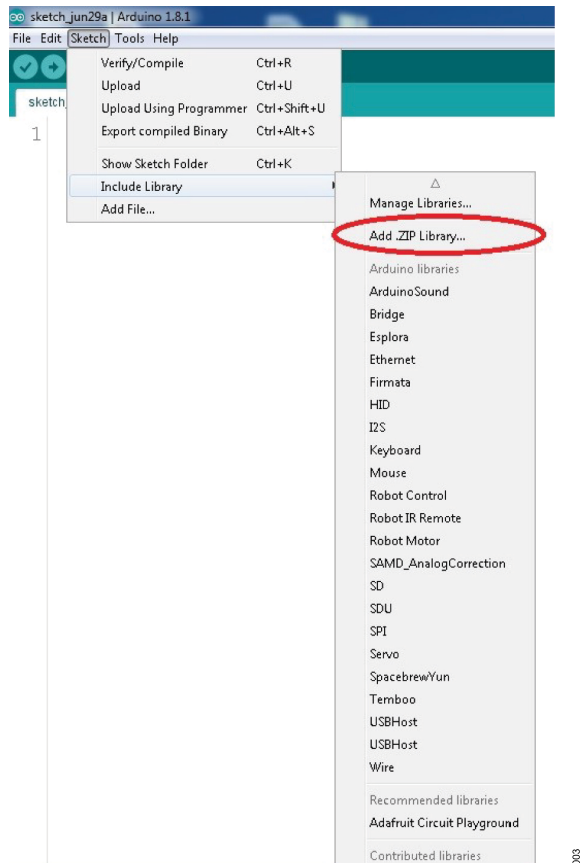 sketch_jun29a | Arduino 1.8.1
File Edit Sketch Tools Help
Verify/Compile Ctrl+R
Upload Ctrl+U
Upload Using Programmer Ctrl+Shift+U
Export compiled Binary Ctrl+Alt+S
Show Sketch Folder Ctrl+K
Include Library
Add File...
sketch_
1
Manage Libraries...
Add .ZIP Library...
Arduino libraries
ArduinoSound
Bridge
Esplora
Ethernet
Firmata
HID
I2S
Keyboard
Mouse
Robot Control
Robot IR Remote
Robot Motor
SAMD_AnalogCorrection
SD
SDU
SPI
Servo
SpacebrewYun
Temboo
USBHost
USBHost
Wire
Recommended libraries
Adafruit Circuit Playground
Contributed libraries
003